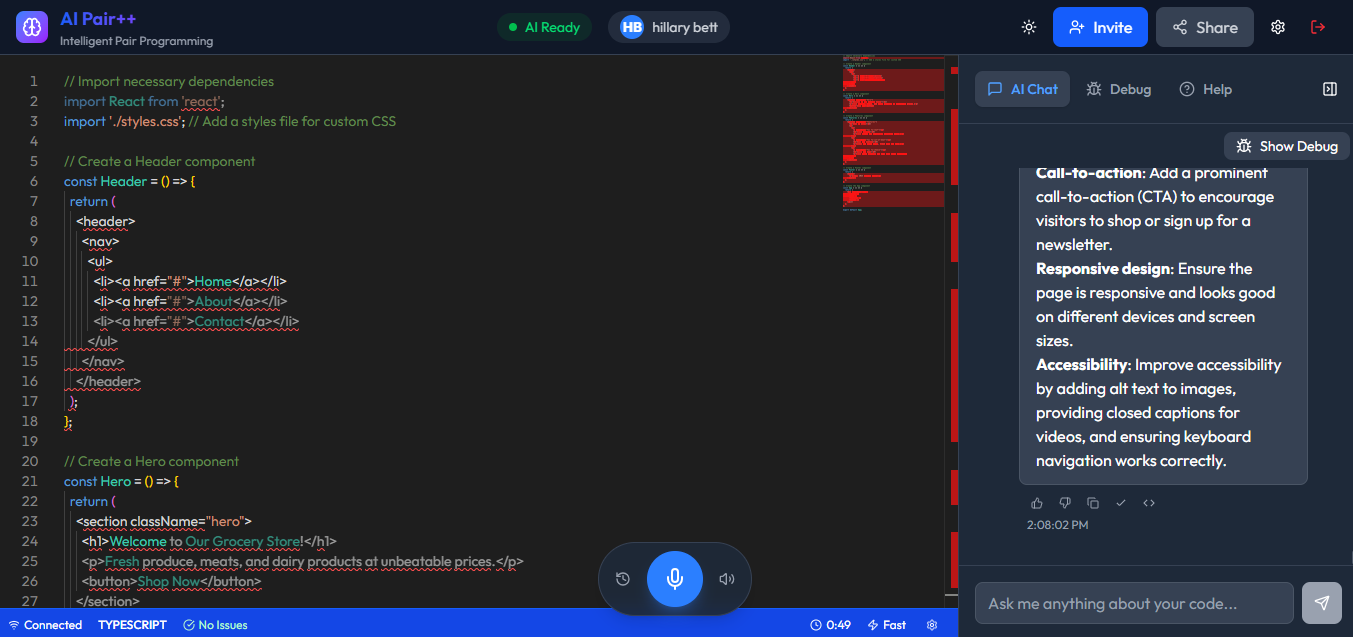 AI Pair++
Intelligent Pair Programming
AI Ready
HB hillary bett
Invite
Share
1 // Import necessary dependencies
2 import React from 'react';
3 import './styles.css'; // Add a styles file for custom CSS
4
5 // Create a Header component
6 const Header = () => {
7 return (
8 <header>
9 <nav>
10 <ul>
11 <li><a href="#">Home</a></li>
12 <li><a href="#">About</a></li>
13 <li><a href="#">Contact</a></li>
14 </ul>
15 </nav>
16 </header>
17 );
18 };
19
20 // Create a Hero component
21 const Hero = () => {
22 return (
23 <section className="hero">
24 <h1>Welcome to Our Grocery Store!</h1>
25 <p>Fresh produce, meats, and dairy products at unbeatable prices.</p>
26 <button>Shop Now</button>
27 </section>
AI Chat
Debug
Help
Show Debug
Call-to-action: Add a prominent
call-to-action (CTA) to encourage
visitors to shop or sign up for a
newsletter.
Responsive design: Ensure the
page is responsive and looks good
on different devices and screen
sizes.
Accessibility: Improve accessibility
by adding alt text to images,
providing closed captions for
videos, and ensuring keyboard
navigation works correctly.
2:08:02 PM
Ask me anything about your code...
Connected
TYPESCRIPT
No Issues
0:49
Fast